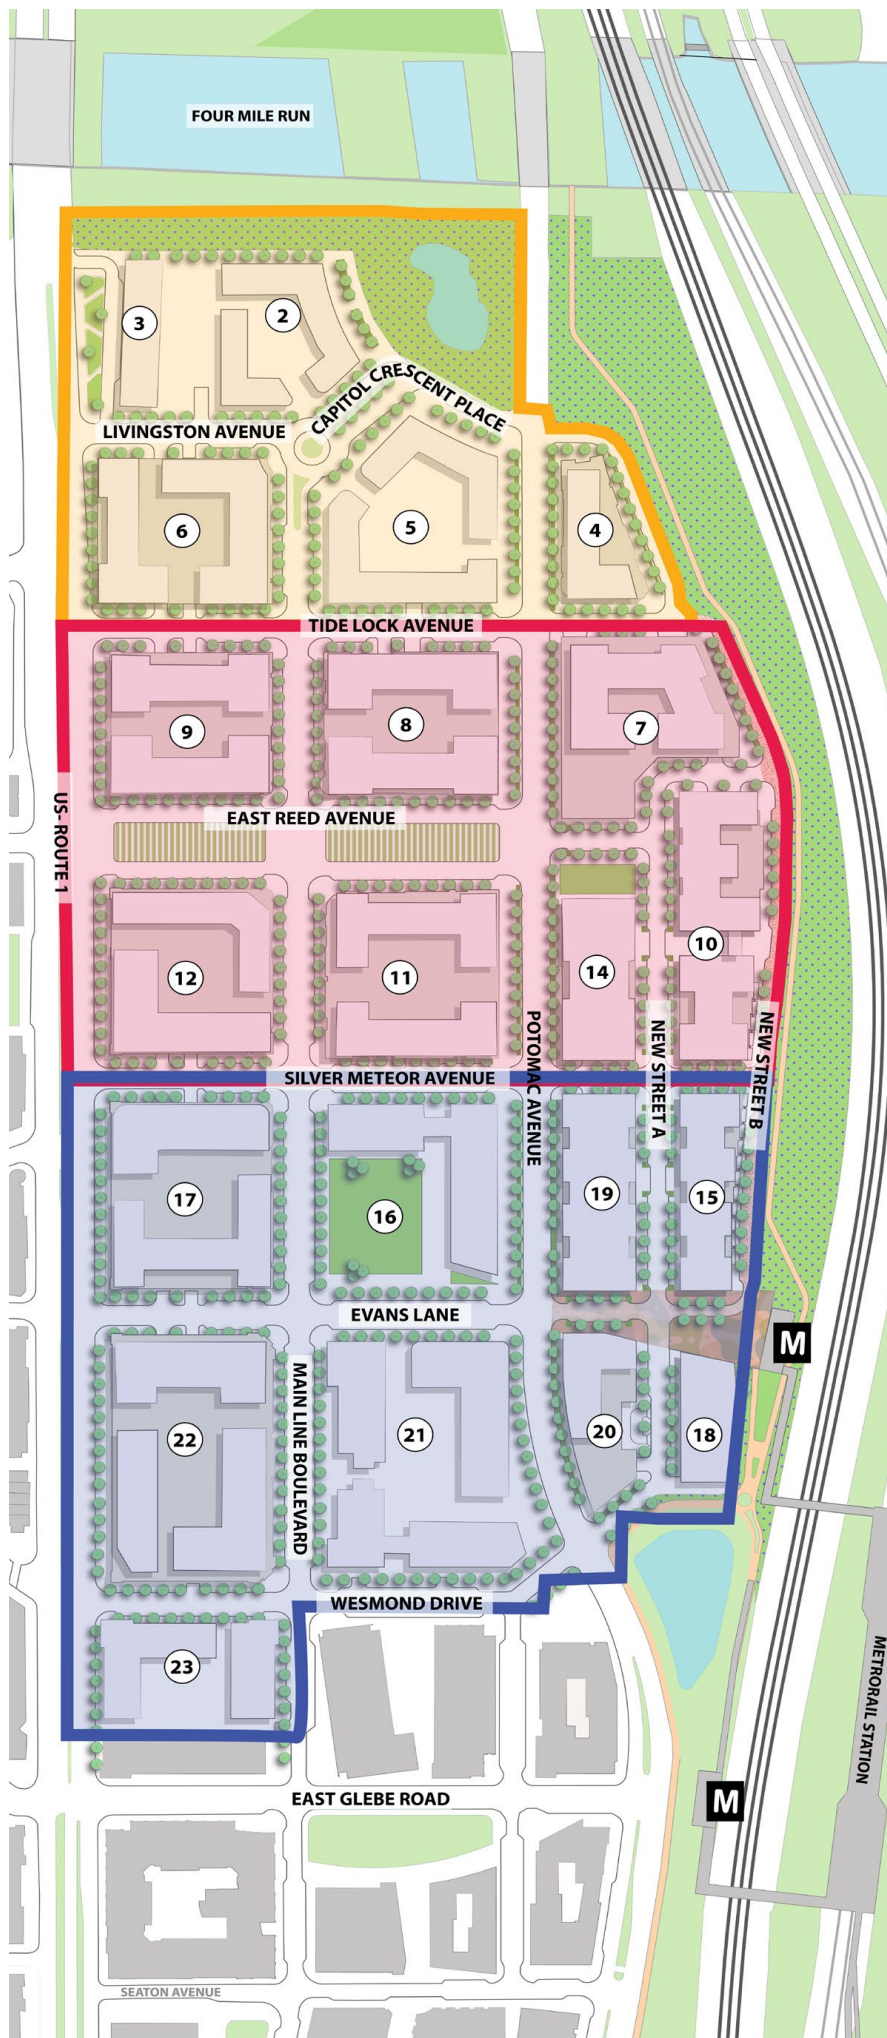 FOUR MILE RUN
3
2
CAPITOL CRESCENT PLACE
LIVINGSTON AVENUE
6
5
4
TIDE LOCK AVENUE
9
8
7
US- ROUTE 1
EAST REED AVENUE
12
11
14
10
POTOMAC AVENUE
NEW STREET A
NEW STREET B
SILVER METEOR AVENUE
17
16
19
15
EVANS LANE
M
MAIN LINE BOULEVARD
22
21
20
18
WESMOND DRIVE
23
METRORAIL STATION
EAST GLEBE ROAD
M
SEATON AVENUE